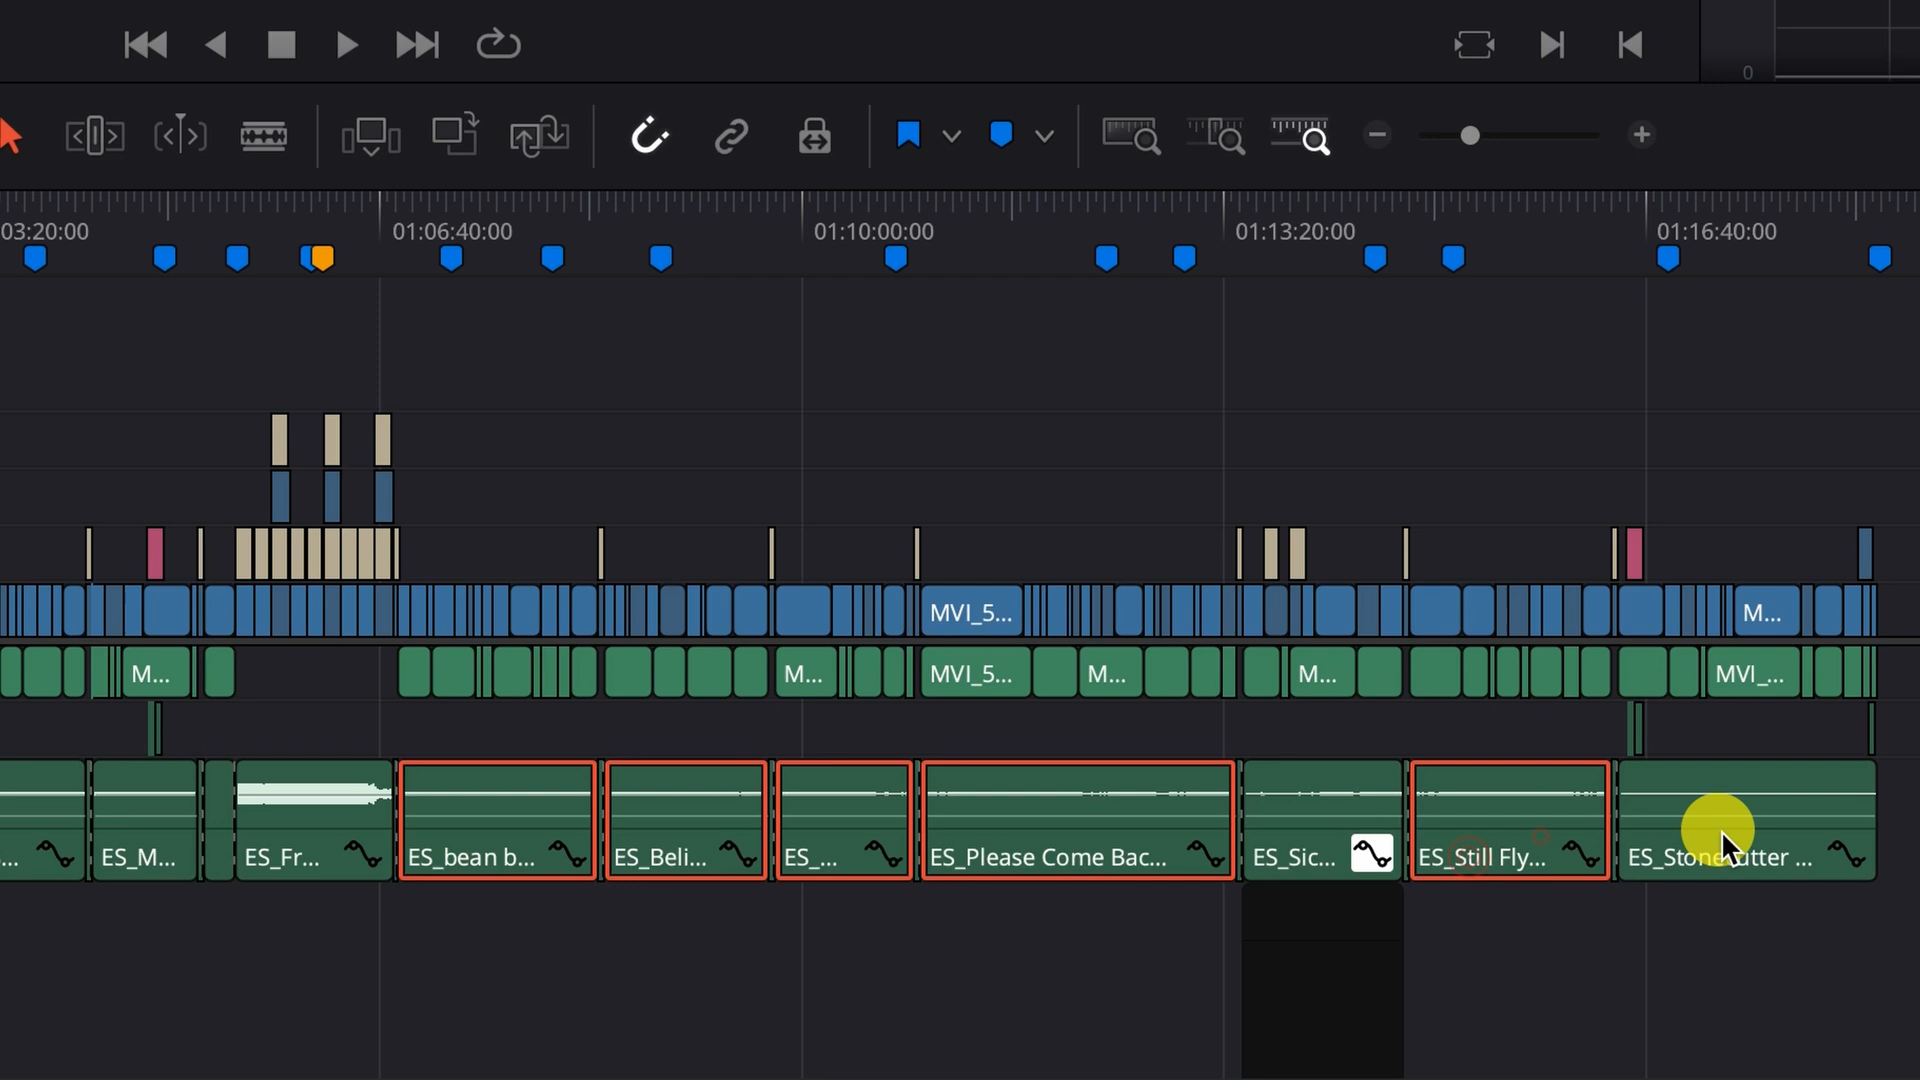 0
03:20:00
01:06:40:00
01:10:00:00
01:13:20:00
01:16:40:00
MVI_5...
M...
M...
M...
MVI_5...
M...
M...
MVI_...
...
ES_M...
ES_Fr...
ES_bean b...
ES_Beli...
ES_...
ES_Please Come Bac...
ES_Sic...
ES_Still Fly...
ES_Stonecutter ...